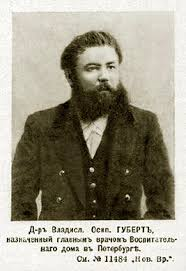 Д-ръ Владисл. Осип. ГУБЕРТЪ,
назначенный главнымъ врачомъ Воспитатель-
наго дома въ Петербургѣ.
См. № 11484 „Нов. Вр.“